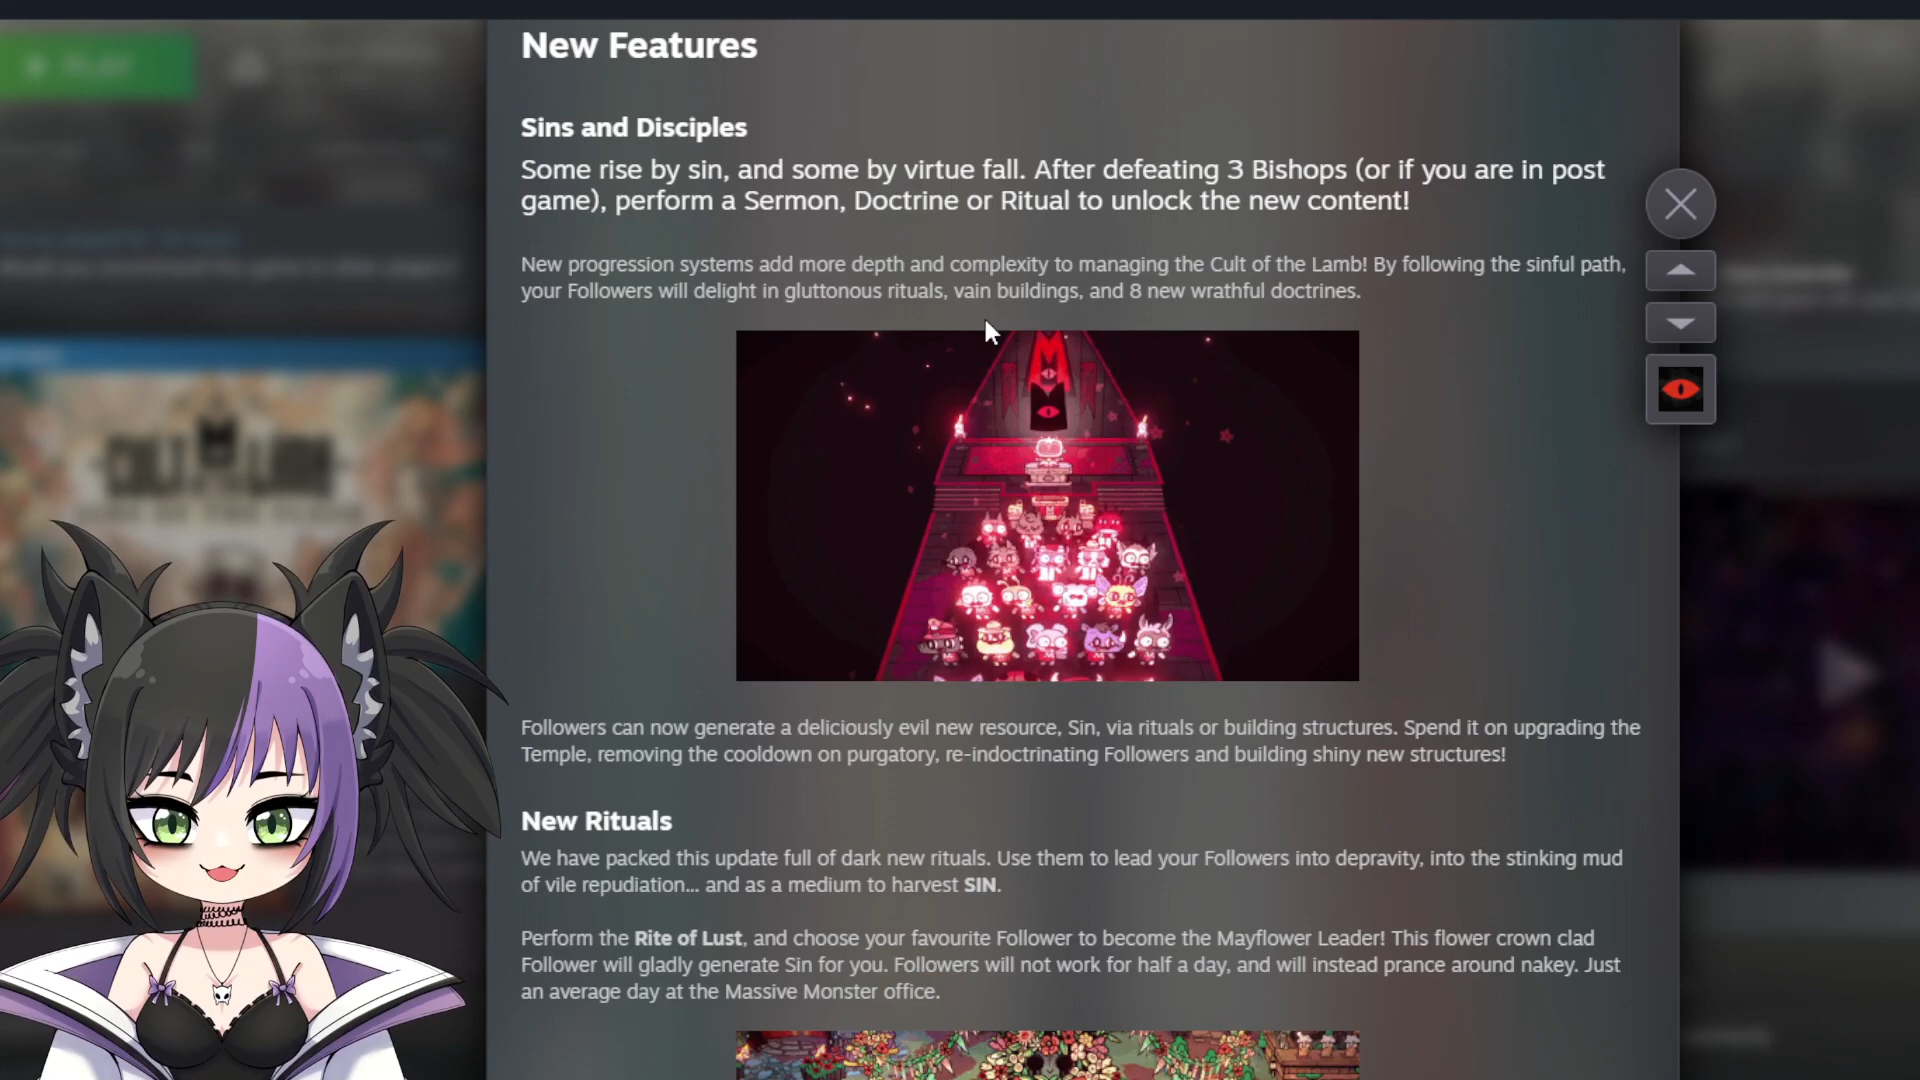 New Features
Sins and Disciples
Some rise by sin, and some by virtue fall. After defeating 3 Bishops (or if you are in post
game), perform a Sermon, Doctrine or Ritual to unlock the new content!
New progression systems add more depth and complexity to managing the Cult of the Lamb! By following the sinful path,
your Followers will delight in gluttonous rituals, vain buildings, and 8 new wrathful doctrines.
Followers can now generate a deliciously evil new resource, Sin, via rituals or building structures. Spend it on upgrading the
Temple, removing the cooldown on purgatory, re-indoctrinating Followers and building shiny new structures!
New Rituals
We have packed this update full of dark new rituals. Use them to lead your Followers into depravity, into the stinking mud
of vile repudiation... and as a medium to harvest SIN.
Perform the Rite of Lust, and choose your favourite Follower to become the Mayflower Leader! This flower crown clad
Follower will gladly generate Sin for you. Followers will not work for half a day, and will instead prance around nakey. Just
an average day at the Massive Monster office.
PLAY
CULT LAMB